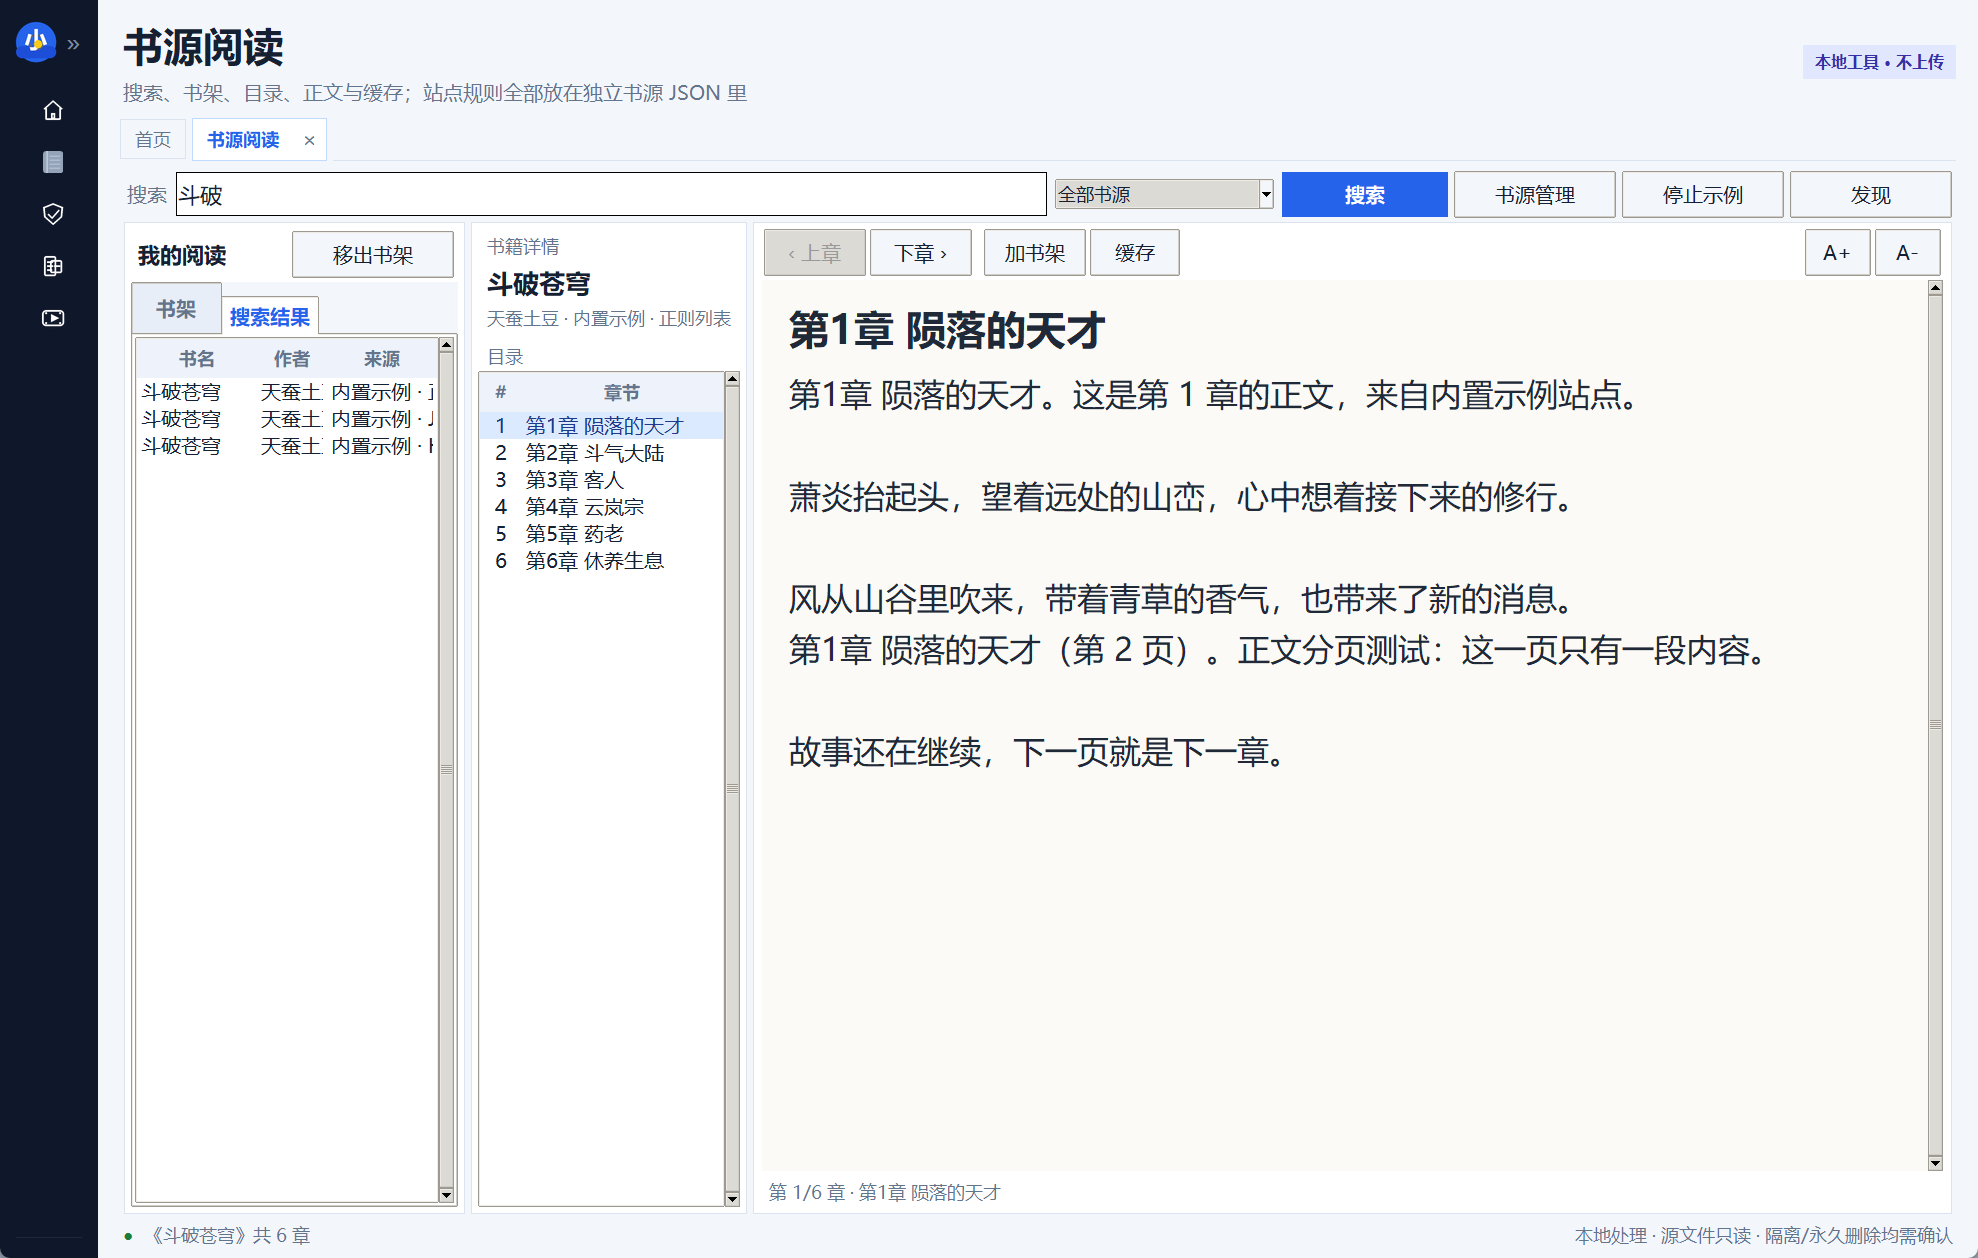 书源阅读
搜索、书架、目录、正文与缓存；站点规则全部放在独立书源 JSON 里
本地工具 • 不上传
首页
书源阅读 ×
搜索 斗破 全部书源 搜索 书源管理 停止示例 发现
我的阅读 移出书架
书架 搜索结果
书名 作者 来源
斗破苍穹 天蚕土 内置示例 ·
斗破苍穹 天蚕土 内置示例 ·
斗破苍穹 天蚕土 内置示例 ·
书籍详情
斗破苍穹
天蚕土豆 · 内置示例 · 正则列表
目录
# 章节
1 第1章 陨落的天才
2 第2章 斗气大陆
3 第3章 客人
4 第4章 云岚宗
5 第5章 药老
6 第6章 休养生息
‹ 上章 下章 › 加书架 缓存 A+ A-
第1章 陨落的天才
第1章 陨落的天才。这是第 1 章的正文，来自内置示例站点。
萧炎抬起头，望着远处的山峦，心中想着接下来的修行。
风从山谷里吹来，带着青草的香气，也带来了新的消息。
第1章 陨落的天才（第 2 页）。正文分页测试：这一页只有一段内容。
故事还在继续，下一页就是下一章。
第 1/6 章 · 第1章 陨落的天才
《斗破苍穹》共 6 章
本地处理 · 源文件只读 · 隔离/永久删除均需确认